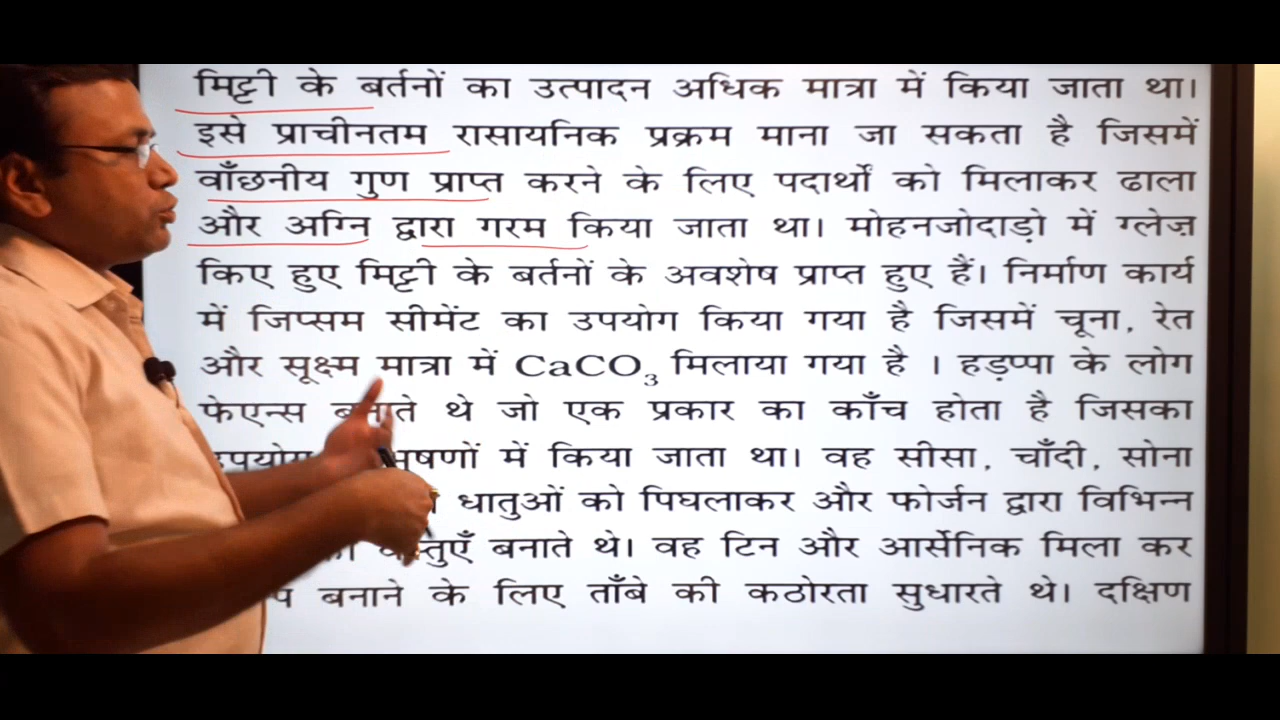 मिट्टी के बर्तनों का उत्पादन अधिक मात्रा में किया जाता था।
इसे प्राचीनतम रासायनिक प्रक्रम माना जा सकता है जिसमें
वाँछनीय गुण प्राप्त करने के लिए पदार्थों को मिलाकर ढाला
और अग्नि द्वारा गरम किया जाता था। मोहनजोदाड़ो में ग्लेज़
किए हुए मिट्टी के बर्तनों के अवशेष प्राप्त हुए हैं। निर्माण कार्य
में जिप्सम सीमेंट का उपयोग किया गया है जिसमें चूना, रेत
और सूक्ष्म मात्रा में CaCO₃ मिलाया गया है । हड़प्पा के लोग
फेएन्स बनाते थे जो एक प्रकार का काँच होता है जिसका
में किया जाता था। वह सीसा, चाँदी, सोना
धातुओं को पिघलाकर और फोर्जन द्वारा विभिन्न
बनाते थे। वह टिन और आर्सेनिक मिला कर
बनाने के लिए ताँबे की कठोरता सुधारते थे। दक्षिण